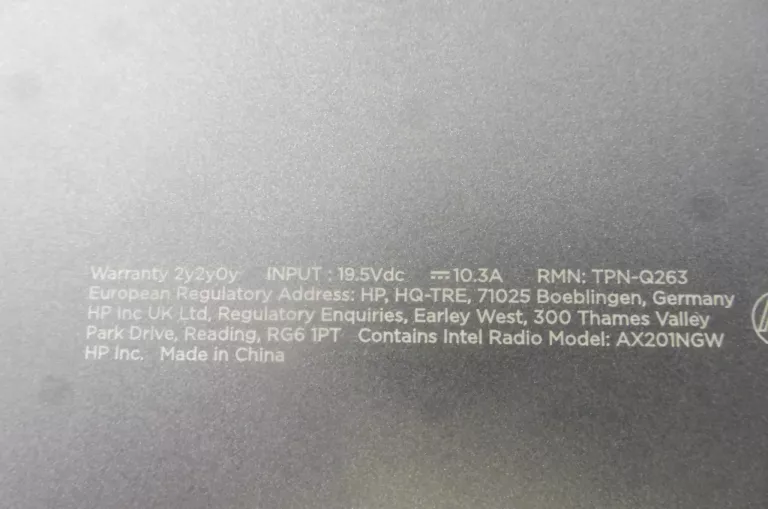 Warranty 2y2y0y INPUT : 19.5Vdc ⎓ 10.3A RMN: TPN-Q263
European Regulatory Address: HP, HQ-TRE, 71025 Boeblingen, Germany
HP Inc UK Ltd, Regulatory Enquiries, Earley West, 300 Thames Valley
Park Drive, Reading, RG6 1PT Contains Intel Radio Model: AX201NGW
HP Inc. Made in China